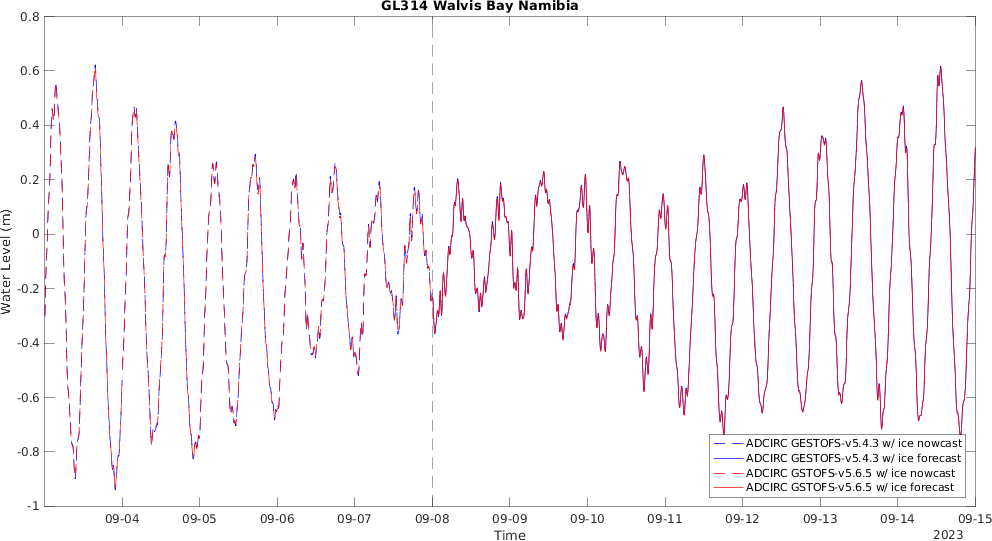 GL314 Walvis Bay Namibia
0.8
0.6
0.4
0.2
0
-0.2
-0.4
-0.6
-0.8
-1
Water Level (m)
ADCIRC GESTOFS-v5.4.3 w/ ice nowcast
ADCIRC GESTOFS-v5.4.3 w/ ice forecast
ADCIRC GSTOFS-v5.6.5 w/ ice nowcast
ADCIRC GSTOFS-v5.6.5 w/ ice forecast
09-04 09-05 09-06 09-07 09-08 09-09 09-10 09-11 09-12 09-13 09-14 09-15
Time
2023